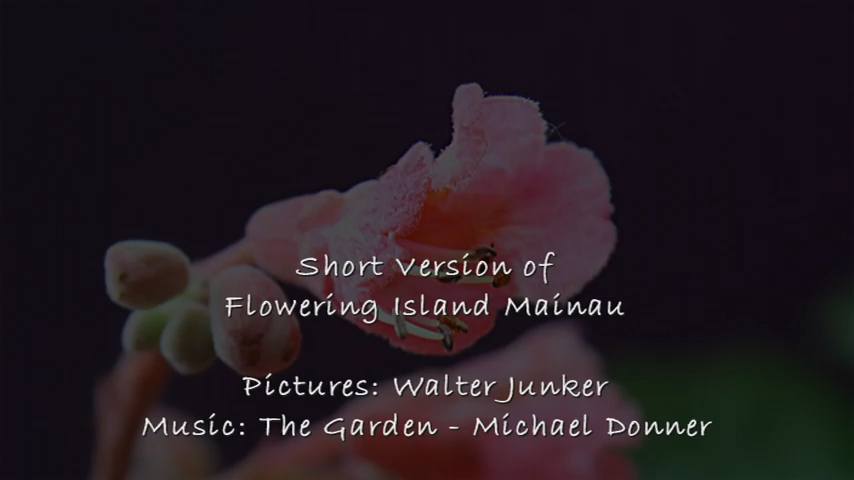 Short Version of
Flowering Island Mainau
Pictures: Walter Junker
Music: The Garden - Michael Donner